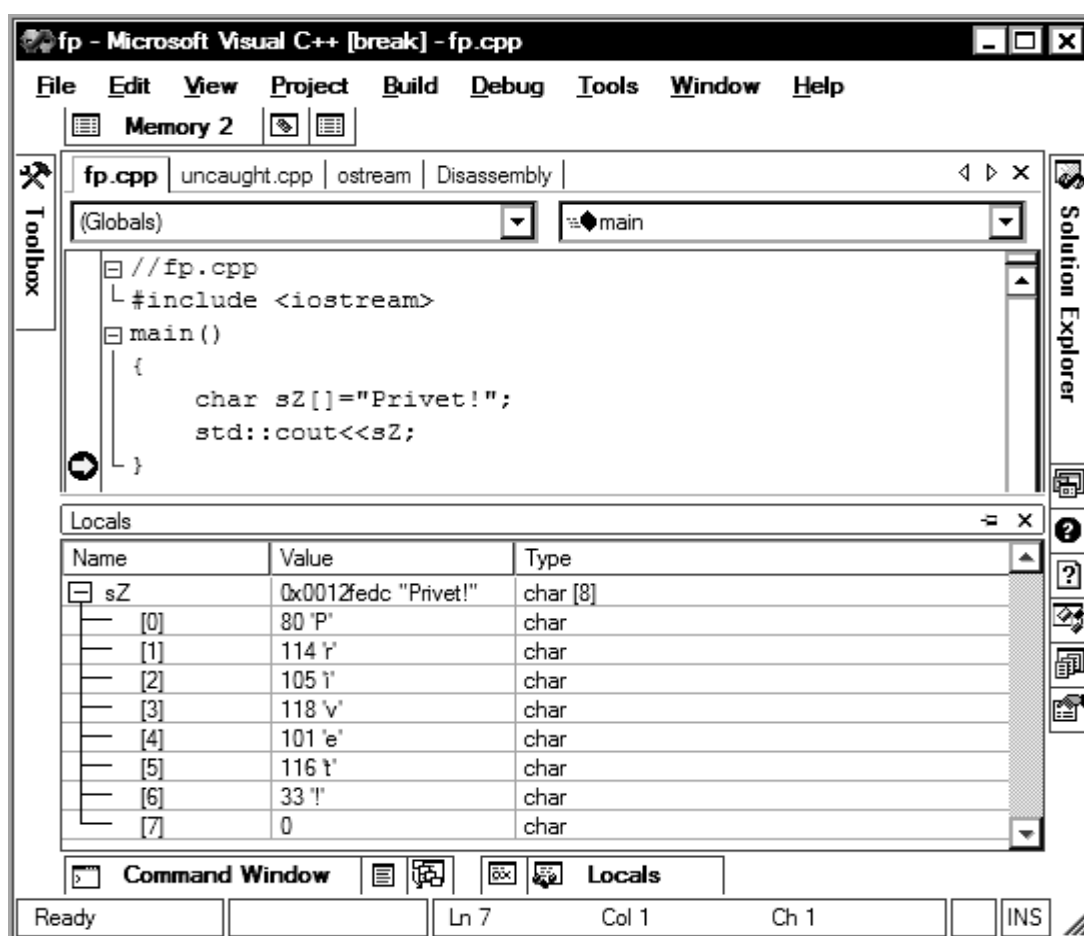 fp - Microsoft Visual C++ [break] - fp.cpp
File Edit View Project Build Debug Tools Window Help
Memory 2
Toolbox
fp.cpp uncaught.cpp ostream Disassembly
(Globals) main
//fp.cpp
#include <iostream>
main()
{
char sZ[]="Privet!";
std::cout<<sZ;
}
Solution Explorer
Locals
Name Value Type
sZ 0x0012fedc "Privet!" char [8]
[0] 80 'P' char
[1] 114 'r' char
[2] 105 'i' char
[3] 118 'v' char
[4] 101 'e' char
[5] 116 't' char
[6] 33 '!' char
[7] 0 char
Command Window Locals
Ready Ln 7 Col 1 Ch 1 INS